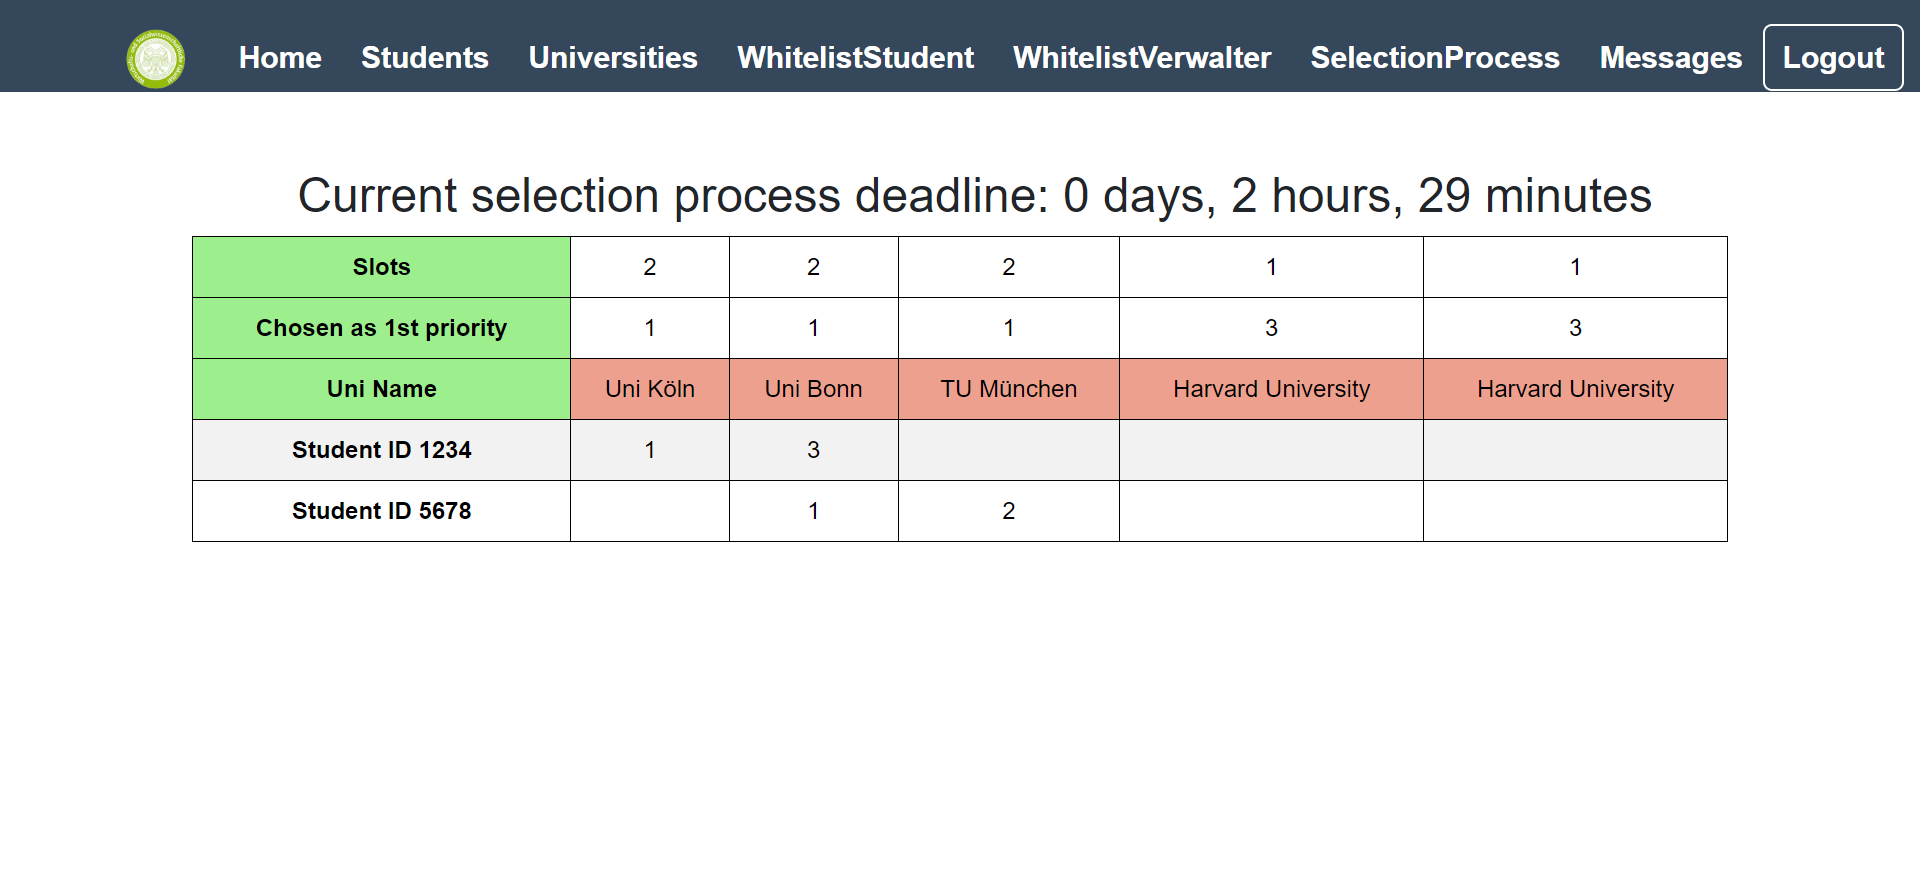 Home Students Universities WhitelistStudent WhitelistVerwalter SelectionProcess Messages Logout
Current selection process deadline: 0 days, 2 hours, 29 minutes
Slots 2 2 2 1 1
Chosen as 1st priority 1 1 1 3 3
Uni Name Uni Köln Uni Bonn TU München Harvard University Harvard University
Student ID 1234 1 3
Student ID 5678 1 2